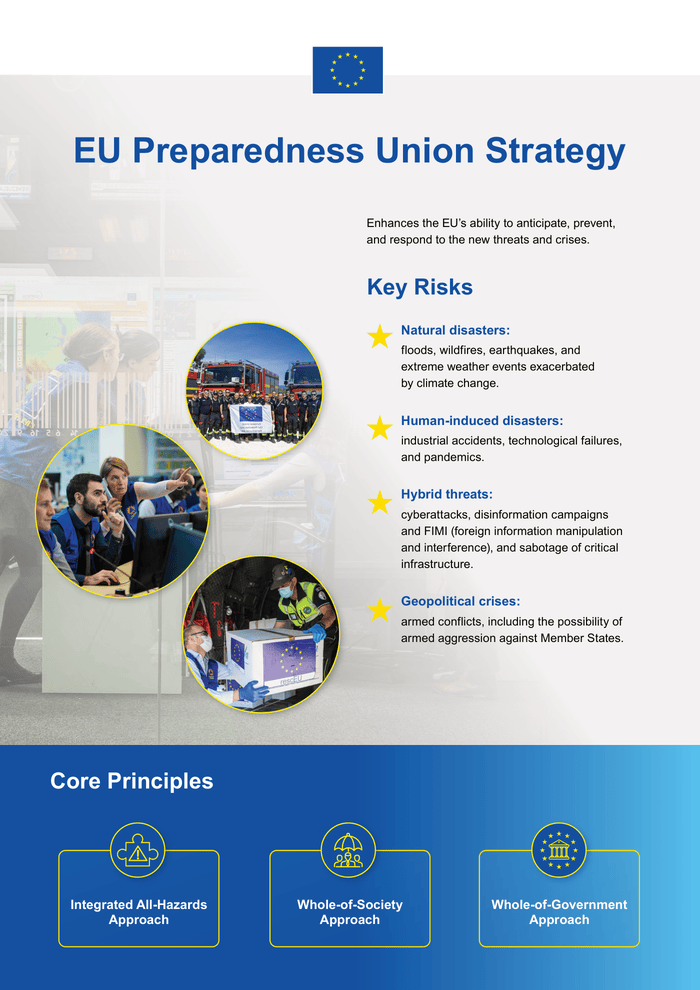 EU Preparedness Union Strategy
Enhances the EU’s ability to anticipate, prevent,
and respond to the new threats and crises.
Key Risks
Natural disasters:
floods, wildfires, earthquakes, and
extreme weather events exacerbated
by climate change.
Human-induced disasters:
industrial accidents, technological failures,
and pandemics.
Hybrid threats:
cyberattacks, disinformation campaigns
and FIMI (foreign information manipulation
and interference), and sabotage of critical
infrastructure.
Geopolitical crises:
armed conflicts, including the possibility of
armed aggression against Member States.
rescEU
Core Principles
Integrated All-Hazards
Approach
Whole-of-Society
Approach
Whole-of-Government
Approach